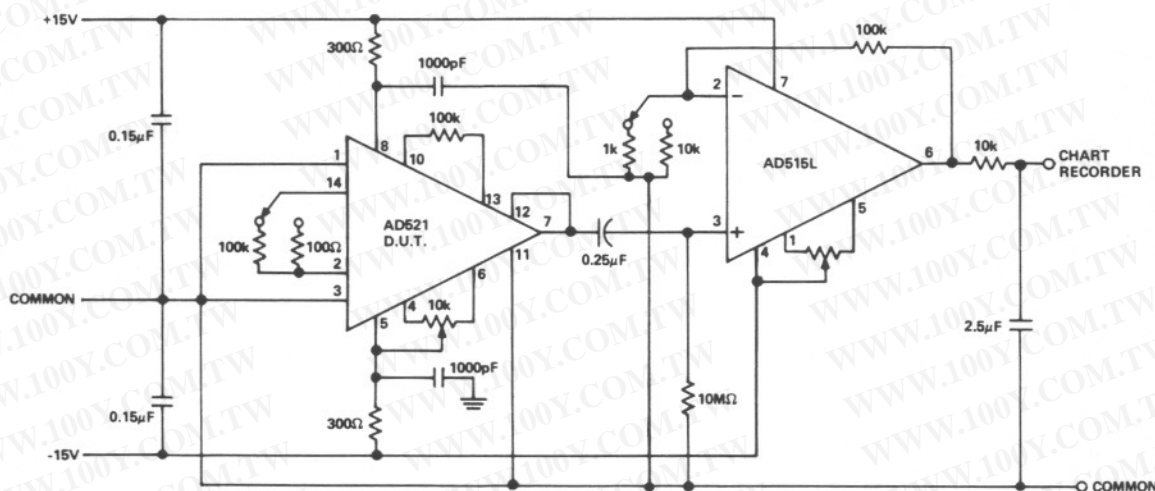 +15V
300Ω
1000pF
100k
0.15µF
8
10
100k
1
14
13
12
AD521
D.U.T.
7
11
100k
100Ω
2
3
6
4
10k
5
COMMON
0.15µF
1000pF
300Ω
-15V
0.25µF
1k
10k
2
−
7
AD515L
6
10k
CHART
RECORDER
3
+
5
1
4
10MΩ
2.5µF
COMMON
WWW.100Y.COM.TW